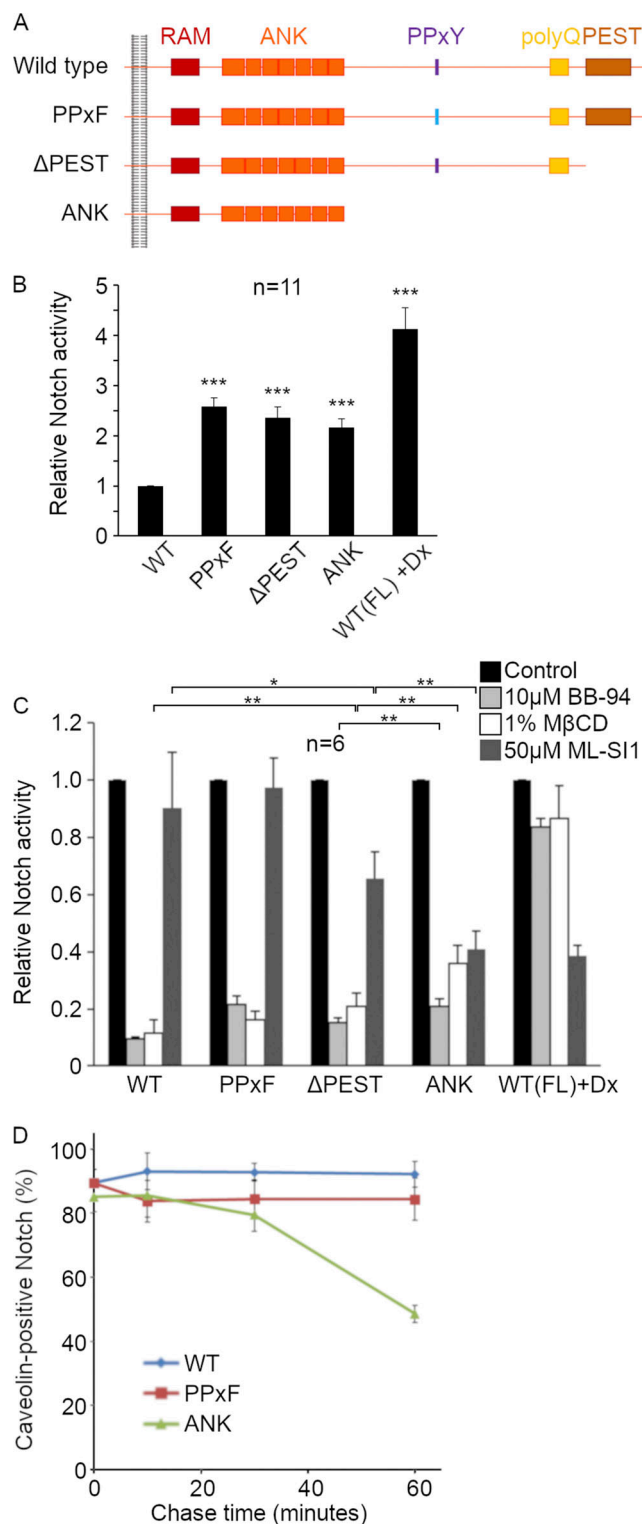 A
RAM ANK PPxY polyQ PEST
Wild type
PPxF
ΔPEST
ANK
B
n=11
Relative Notch activity
5
4
3
2
1
0
***
***
***
***
WT
PPxF
ΔPEST
ANK
WT(FL) +Dx
C
Control
10μM BB-94
1% MβCD
50μM ML-SI1
* **
** **
**
n=6
Relative Notch activity
1.2
1.0
0.8
0.6
0.4
0.2
0
WT PPxF ΔPEST ANK WT(FL)+Dx
D
Caveolin-positive Notch (%)
100
80
60
40
20
0
WT
PPxF
ANK
0 20 40 60
Chase time (minutes)